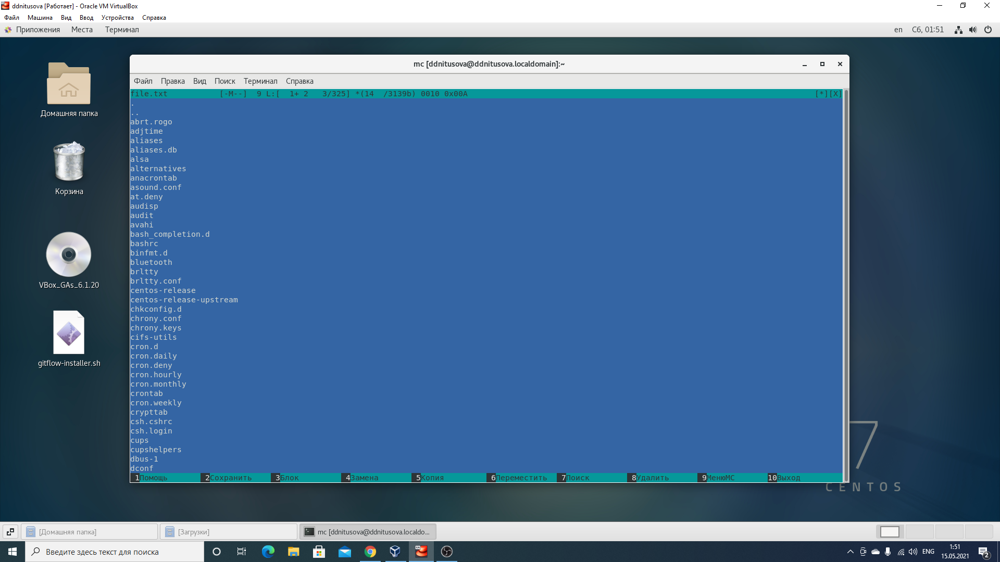 ddnitusova [Работает] - Oracle VM VirtualBox
Файл Машина Вид Ввод Устройства Справка
Приложения Места Терминал en Сб, 01:51
mc [ddnitusova@ddnitusova.localdomain]:~
Файл Правка Вид Поиск Терминал Справка
file.txt [-M--] 9 L:[ 1+ 2 3/325] *(14 /3139b) 0010 0x00A [*][X]
.
..
abrt.rogo
adjtime
aliases
aliases.db
alsa
alternatives
anacrontab
asound.conf
at.deny
audisp
audit
avahi
bash_completion.d
bashrc
binfmt.d
bluetooth
brltty
brltty.conf
centos-release
centos-release-upstream
chkconfig.d
chrony.conf
chrony.keys
cifs-utils
cron.d
cron.daily
cron.deny
cron.hourly
cron.monthly
crontab
cron.weekly
crypttab
csh.cshrc
csh.login
cups
cupshelpers
dbus-1
dconf
1Помощь 2Сохранить 3Блок 4Замена 5Копия 6Переместить 7Поиск 8Удалить 9МенюMC 10Выход
Домашняя папка
Корзина
VBox_GAs_6.1.20
gitflow-installer.sh
7
CENTOS
[Домашняя папка] [Загрузки] mc [ddnitusova@ddnitusova.localdo...
Введите здесь текст для поиска
ENG
1:51
15.05.2021
2